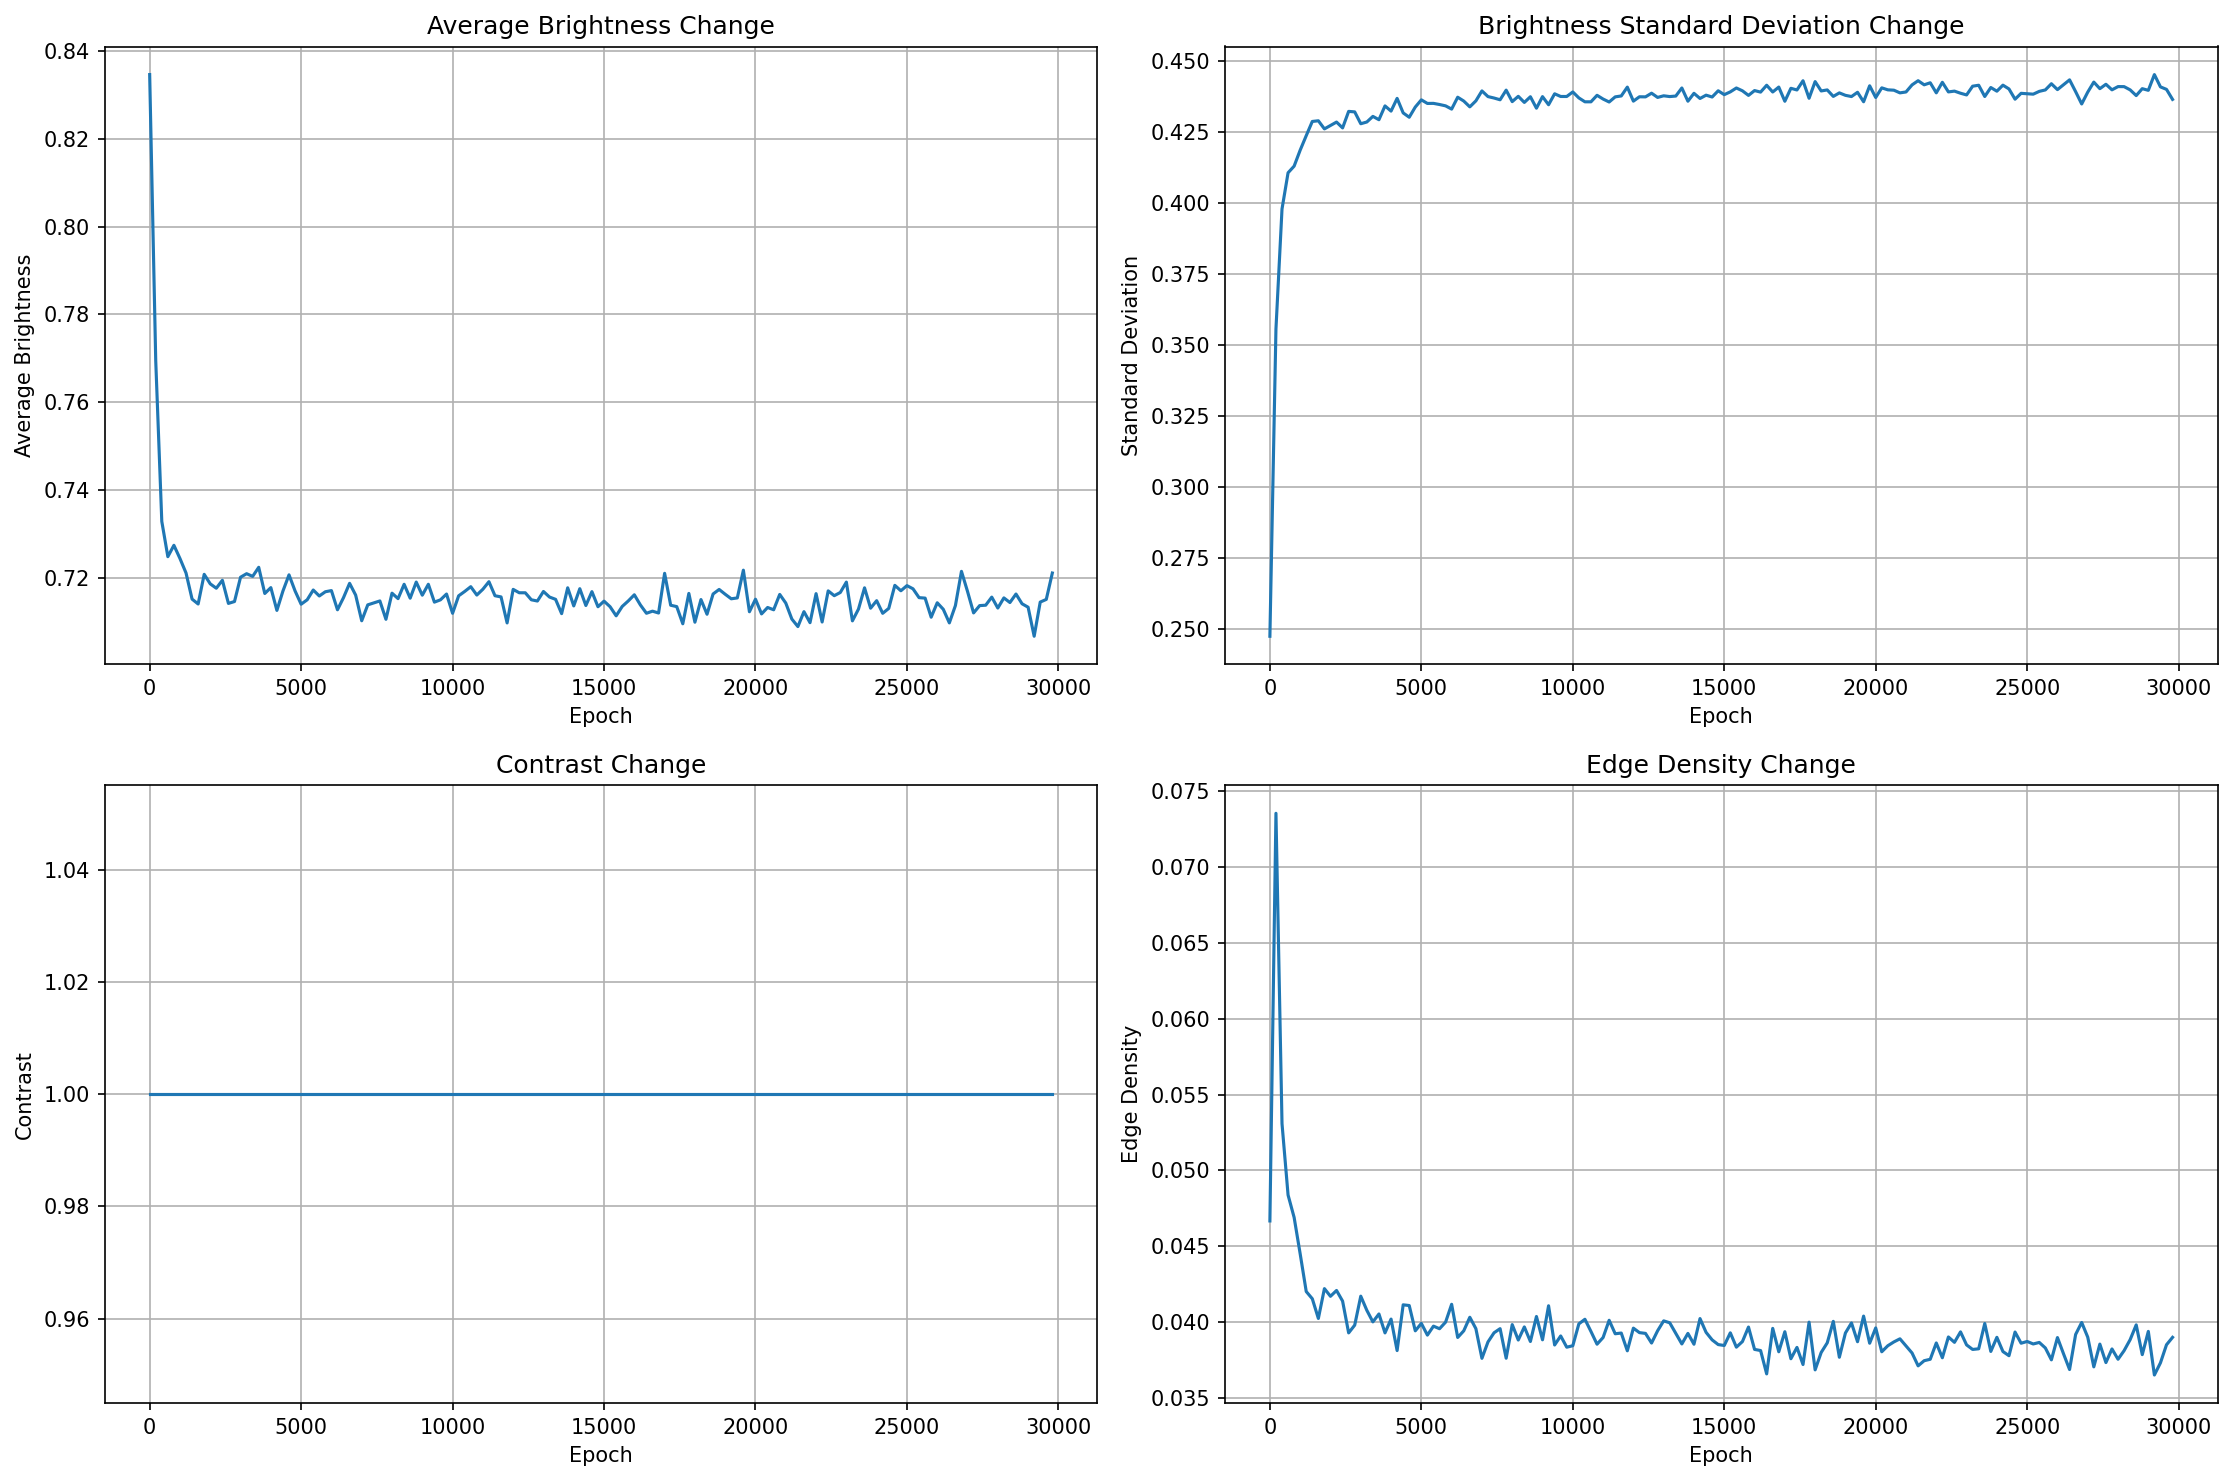 Average Brightness Change
Average Brightness
0.84
0.82
0.80
0.78
0.76
0.74
0.72
0 5000 10000 15000 20000 25000 30000
Epoch
Brightness Standard Deviation Change
Standard Deviation
0.450
0.425
0.400
0.375
0.350
0.325
0.300
0.275
0.250
0 5000 10000 15000 20000 25000 30000
Epoch
Contrast Change
Contrast
1.04
1.02
1.00
0.98
0.96
0 5000 10000 15000 20000 25000 30000
Epoch
Edge Density Change
Edge Density
0.075
0.070
0.065
0.060
0.055
0.050
0.045
0.040
0.035
0 5000 10000 15000 20000 25000 30000
Epoch